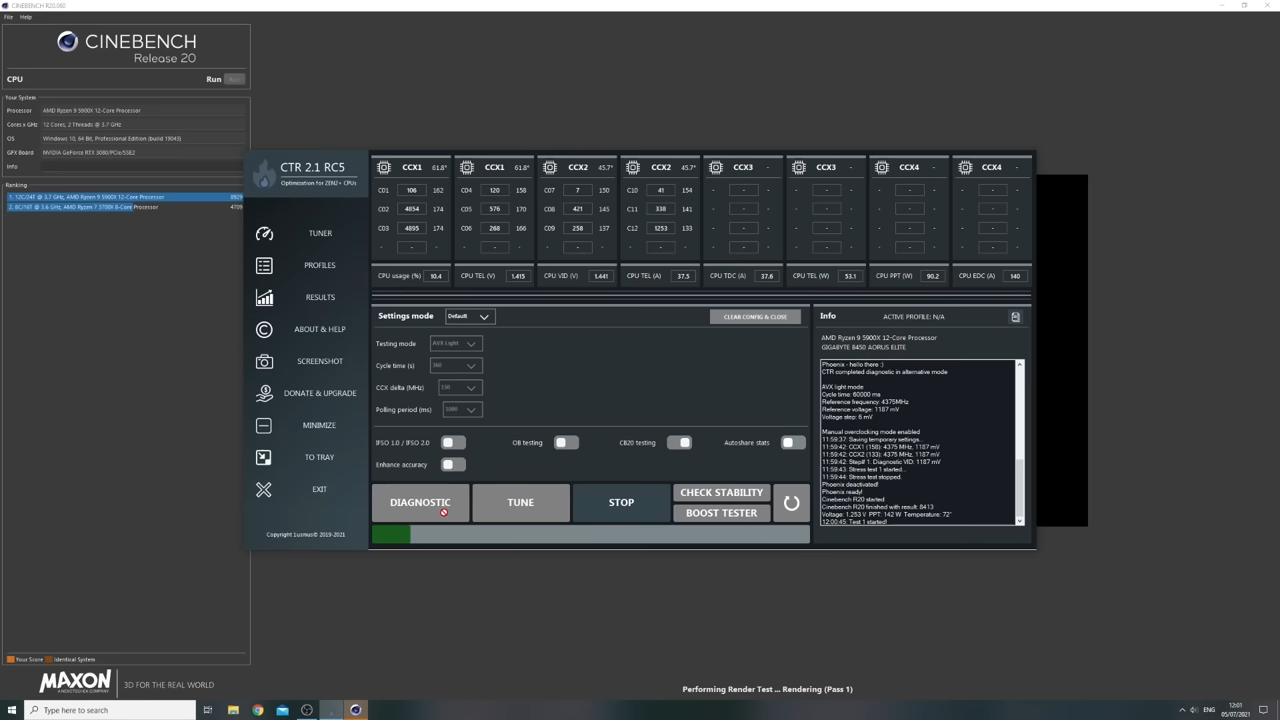 CINEBENCH R20.060
File Help
CINEBENCH
Release 20
CPU Run
Your System
Processor AMD Ryzen 9 5900X 12-Core Processor
Cores x GHz 12 Cores, 2 Threads @ 3.7 GHz
OS Windows 10, 64 Bit, Professional Edition (build 19043)
GFX Board NVIDIA GeForce RTX 3080/PCIe/SSE2
Info
Ranking
1. 12C/24T @ 3.7 GHz, AMD Ryzen 9 5900X 12-Core Processor 8929
2. 8C/16T @ 3.6 GHz, AMD Ryzen 7 3700X 8-Core Processor 4709
CTR 2.1 RC5
Optimization for ZEN2+ CPUs
TUNER
PROFILES
RESULTS
ABOUT & HELP
SCREENSHOT
DONATE & UPGRADE
MINIMIZE
TO TRAY
EXIT
Copyright 1usmus© 2019-2021
CCX1 61.8° CCX1 61.8° CCX2 45.7° CCX2 45.7° CCX3 - CCX3 - CCX4 - CCX4 -
C01 106 162 C04 120 158 C07 7 150 C10 41 154 - - - - - - - - - - - -
C02 4854 174 C05 576 170 C08 421 145 C11 338 141 - - - - - - - - - - - -
C03 4895 174 C06 268 166 C09 258 137 C12 1253 133 - - - - - - - - - - - -
- - - - - - - - - - - - - - - - - - - - - - - -
CPU usage (%) 10.4 CPU TEL (V) 1.415 CPU VID (V) 1.441 CPU TEL (A) 37.5 CPU TDC (A) 37.6 CPU TEL (W) 53.1 CPU PPT (W) 90.2 CPU EDC (A) 140
Settings mode Default CLEAR CONFIG & CLOSE
Testing mode AVX Light
Cycle time (s) 360
CCX delta (MHz) 150
Polling period (ms) 1000
IFSO 1.0 / IFSO 2.0 OB testing CB20 testing Autoshare stats
Enhance accuracy
DIAGNOSTIC TUNE STOP CHECK STABILITY
BOOST TESTER
Info ACTIVE PROFILE: N/A
AMD Ryzen 9 5900X 12-Core Processor
GIGABYTE B450 AORUS ELITE
Phoenix - hello there :)
CTR completed diagnostic in alternative mode
AVX light mode
Cycle time: 60000 ms
Reference frequency: 4375MHz
Reference voltage: 1187 mV
Voltage step: 6 mV
Manual overclocking mode enabled
11:59:37: Saving temporary settings...
11:59:42: CCX1 (158): 4375 MHz, 1187 mV
11:59:42: CCX2 (133): 4375 MHz, 1187 mV
11:59:42: Step# 1. Diagnostic VID: 1187 mV
11:59:43: Stress test 1 started...
11:59:44: Stress test stopped.
Phoenix deactivated!
Phoenix ready!
Cinebench R20 started
Cinebench R20 finished with result: 8413
Voltage: 1.253 V PPT: 142 W Temperature: 72°
12:00:45: Test 1 started!
Your Score Identical System
MAXON
A NEMETSCHEK COMPANY
3D FOR THE REAL WORLD
Performing Render Test ... Rendering (Pass 1)
Type here to search
ENG
12:01
05/07/2021